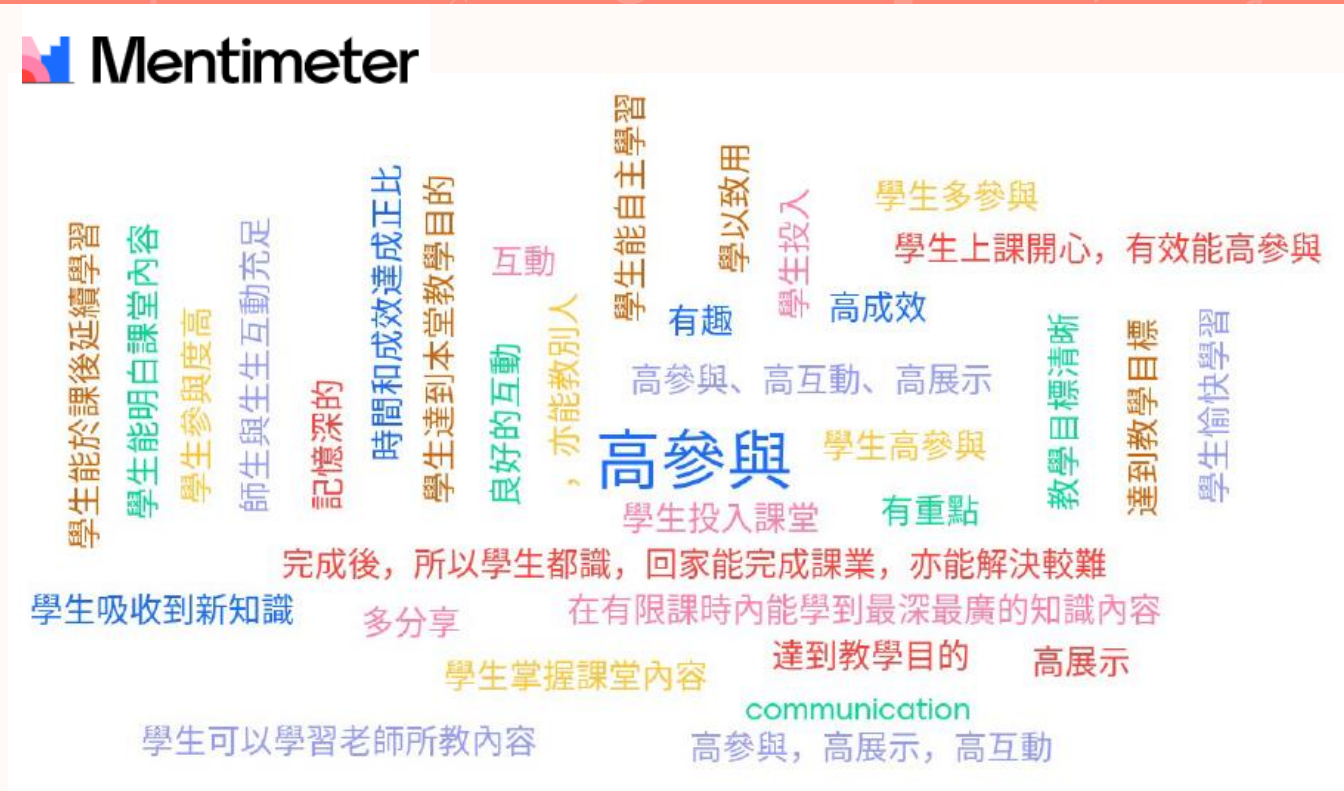 Mentimeter
學生能於課後延續學習
學生能明白課堂內容
學生參與度高
師生與生生互動充足
記憶深的
時間和成效達成正比
學生達到本堂教學目的
互動
良好的互動
，亦能教別人
學生能自主學習
學以致用
學生投入
有趣
高成效
學生多參與
學生上課開心，有效能高參與
高參與、高互動、高展示
高參與
學生高參與
教學目標清晰
達到教學目標
學生愉快學習
學生投入課堂
有重點
完成後，所以學生都識，回家能完成課業，亦能解決較難
學生吸收到新知識
多分享
在有限課時內能學到最深最廣的知識內容
學生掌握課堂內容
達到教學目的
高展示
communication
學生可以學習老師所教內容
高參與，高展示，高互動